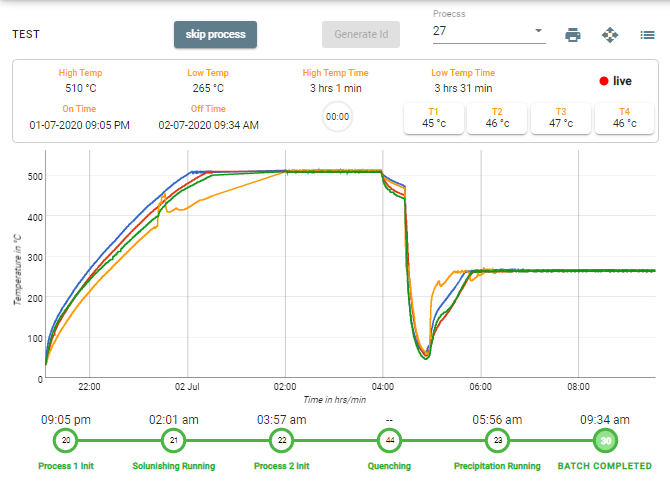 Proecss
TEST
skip process
Generate Id
27
High Temp
Low Temp
High Temp Time
Low Temp Time
510 °c
265 °c
3 hrs 1 min
3 hrs 31 min
live
On Time
Off Time
01-07-2020 09:05 PM
02-07-2020 09:34 AM
00:00
T1
T2
T3
T4
45 °c
46 °c
47 °c
46 °c
Temperature in °C
500
400
300
200
100
0
22:00
02 Jul
02:00
04:00
06:00
08:00
Time in hrs/min
09:05 pm
02:01 am
03:57 am
--
05:56 am
09:34 am
20
21
22
44
23
30
Process 1 Init
Solunishing Running
Process 2 Init
Quenching
Precipitation Running
BATCH COMPLETED